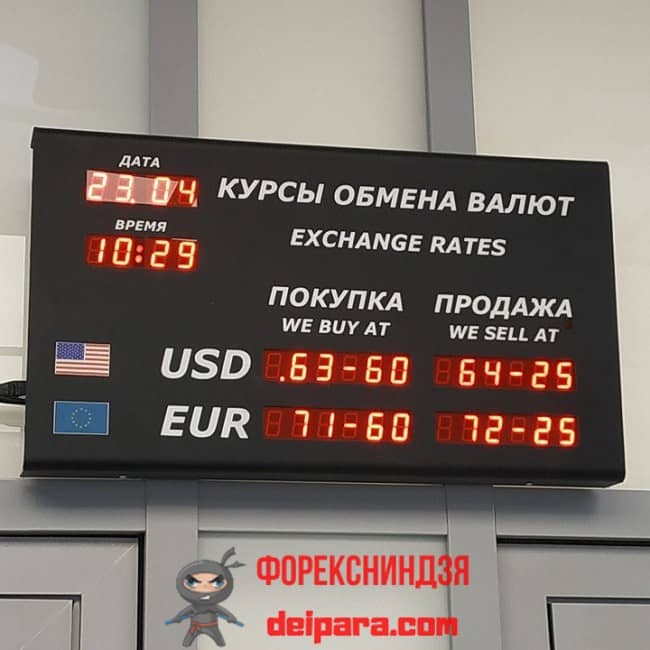 ДАТА
23.04
КУРСЫ ОБМЕНА ВАЛЮТ
ВРЕМЯ
10:29
EXCHANGE RATES
ПОКУПКА ПРОДАЖА
WE BUY AT WE SELL AT
USD .63-60 64-25
EUR 71-60 72-25
ФОРЕКСНИНДЗЯ
deipara.com